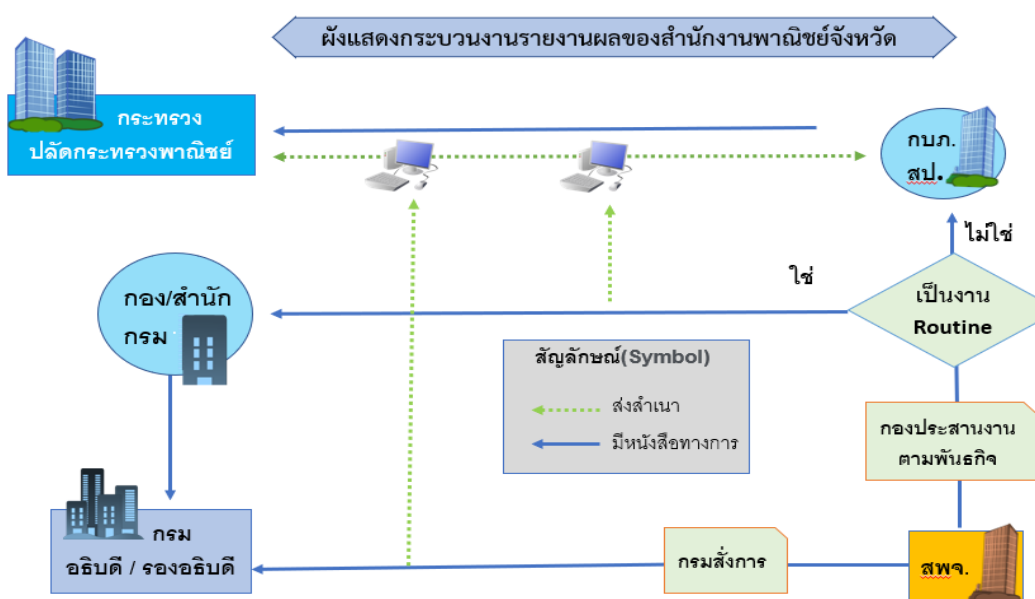 ผังแสดงกระบวนงานรายงานผลของสำนักงานพาณิชย์จังหวัด
กระทรวง
ปลัดกระทรวงพาณิชย์
กบภ.
สป.
ไม่ใช่
ใช่
เป็นงาน
Routine
กอง/สำนัก
กรม
สัญลักษณ์(Symbol)
ส่งสำเนา
มีหนังสือทางการ
กองประสานงาน
ตามพันธกิจ
กรม
อธิบดี / รองอธิบดี
กรมสั่งการ
สพจ.